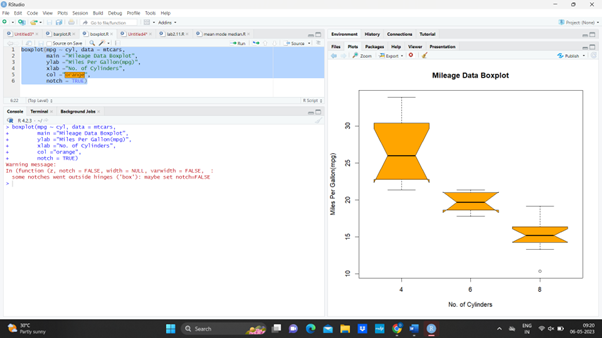 RStudio
File Edit Code View Plots Session Build Debug Profile Tools Help
Go to file/function
Addins
Project: (None)
Untitled3*
barplot.R
boxplot.R
Untitled4*
lab2.11.R
mean mode median.R
Source on Save
Run
Source
1 boxplot(mpg ~ cyl, data = mtcars,
2 main ="Mileage Data Boxplot",
3 ylab ="Miles Per Gallon(mpg)",
4 xlab ="No. of Cylinders",
5 col ="orange",
6 notch = TRUE)
6:22 (Top Level)
R Script
Console Terminal Background Jobs
R 4.2.3 · ~/
> boxplot(mpg ~ cyl, data = mtcars,
+ main ="Mileage Data Boxplot",
+ ylab ="Miles Per Gallon(mpg)",
+ xlab ="No. of Cylinders",
+ col ="orange",
+ notch = TRUE)
Warning message:
In (function (z, notch = FALSE, width = NULL, varwidth = FALSE, :
some notches went outside hinges ('box'): maybe set notch=FALSE
>
Environment History Connections Tutorial
Files Plots Packages Help Viewer Presentation
Zoom Export Publish
Mileage Data Boxplot
Miles Per Gallon(mpg)
30
25
20
15
10
4 6 8
No. of Cylinders
30°C
Partly sunny
Search
ENG
IN
09:20
06-05-2023